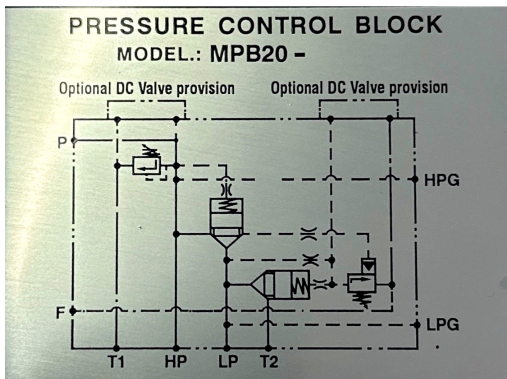 PRESSURE CONTROL BLOCK
MODEL.: MPB20 -
Optional DC Valve provision Optional DC Valve provision
P
HPG
F
LPG
T1 HP LP T2